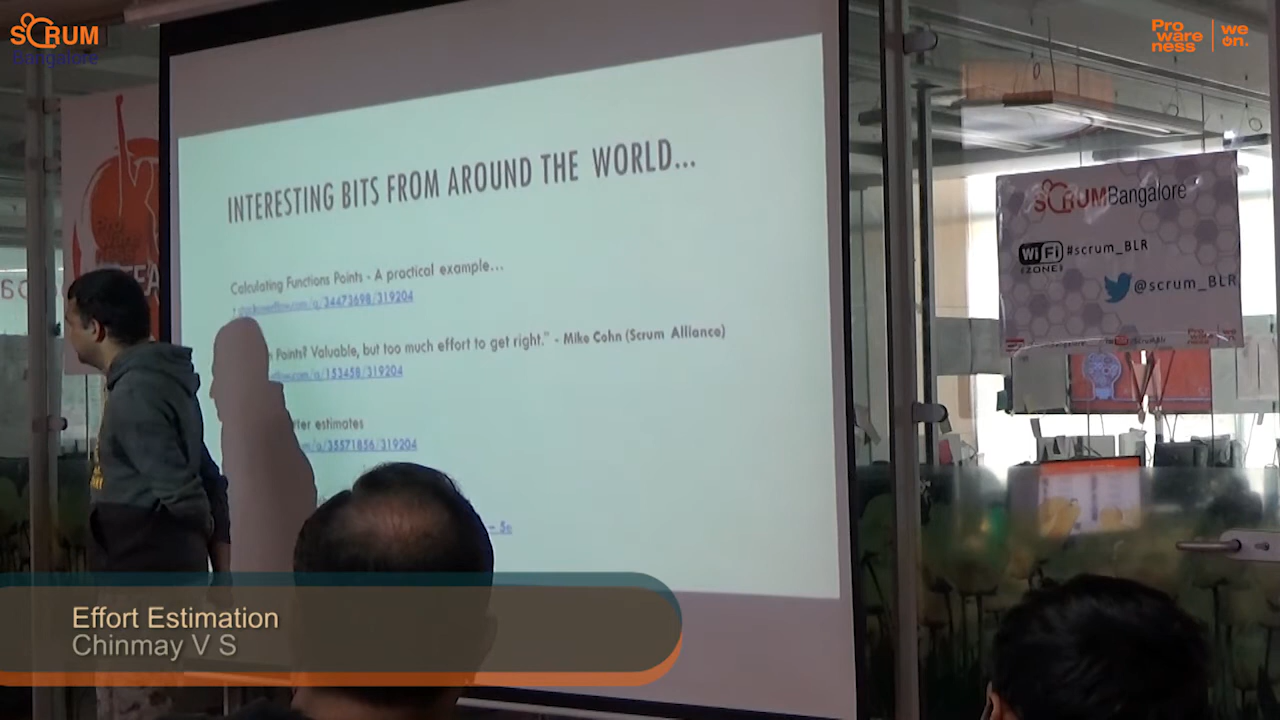 SCRUM
Bangalore
Pro
ware
ness
we
on.
INTERESTING BITS FROM AROUND THE WORLD...
Calculating Functions Points - A practical example...
/34473698/319204
Points? Valuable, but too much effort to get right." - Mike Cohn (Scrum Alliance)
/153458/319204
estimates
/35571856/319204
SCRUMBangalore
WiFi
ZONE
#scrum_BLR
@scrum_BLR
Effort Estimation
Chinmay V S